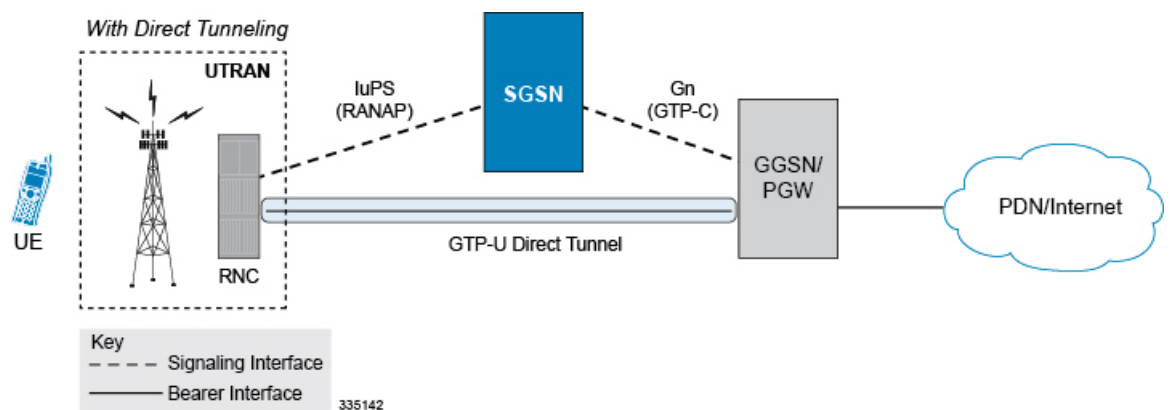 With Direct Tunneling
UTRAN
IuPS
(RANAP)
SGSN
Gn
(GTP-C)
GGSN/
PGW
PDN/Internet
UE
RNC
GTP-U Direct Tunnel
Key
Signaling Interface
Bearer Interface
335142